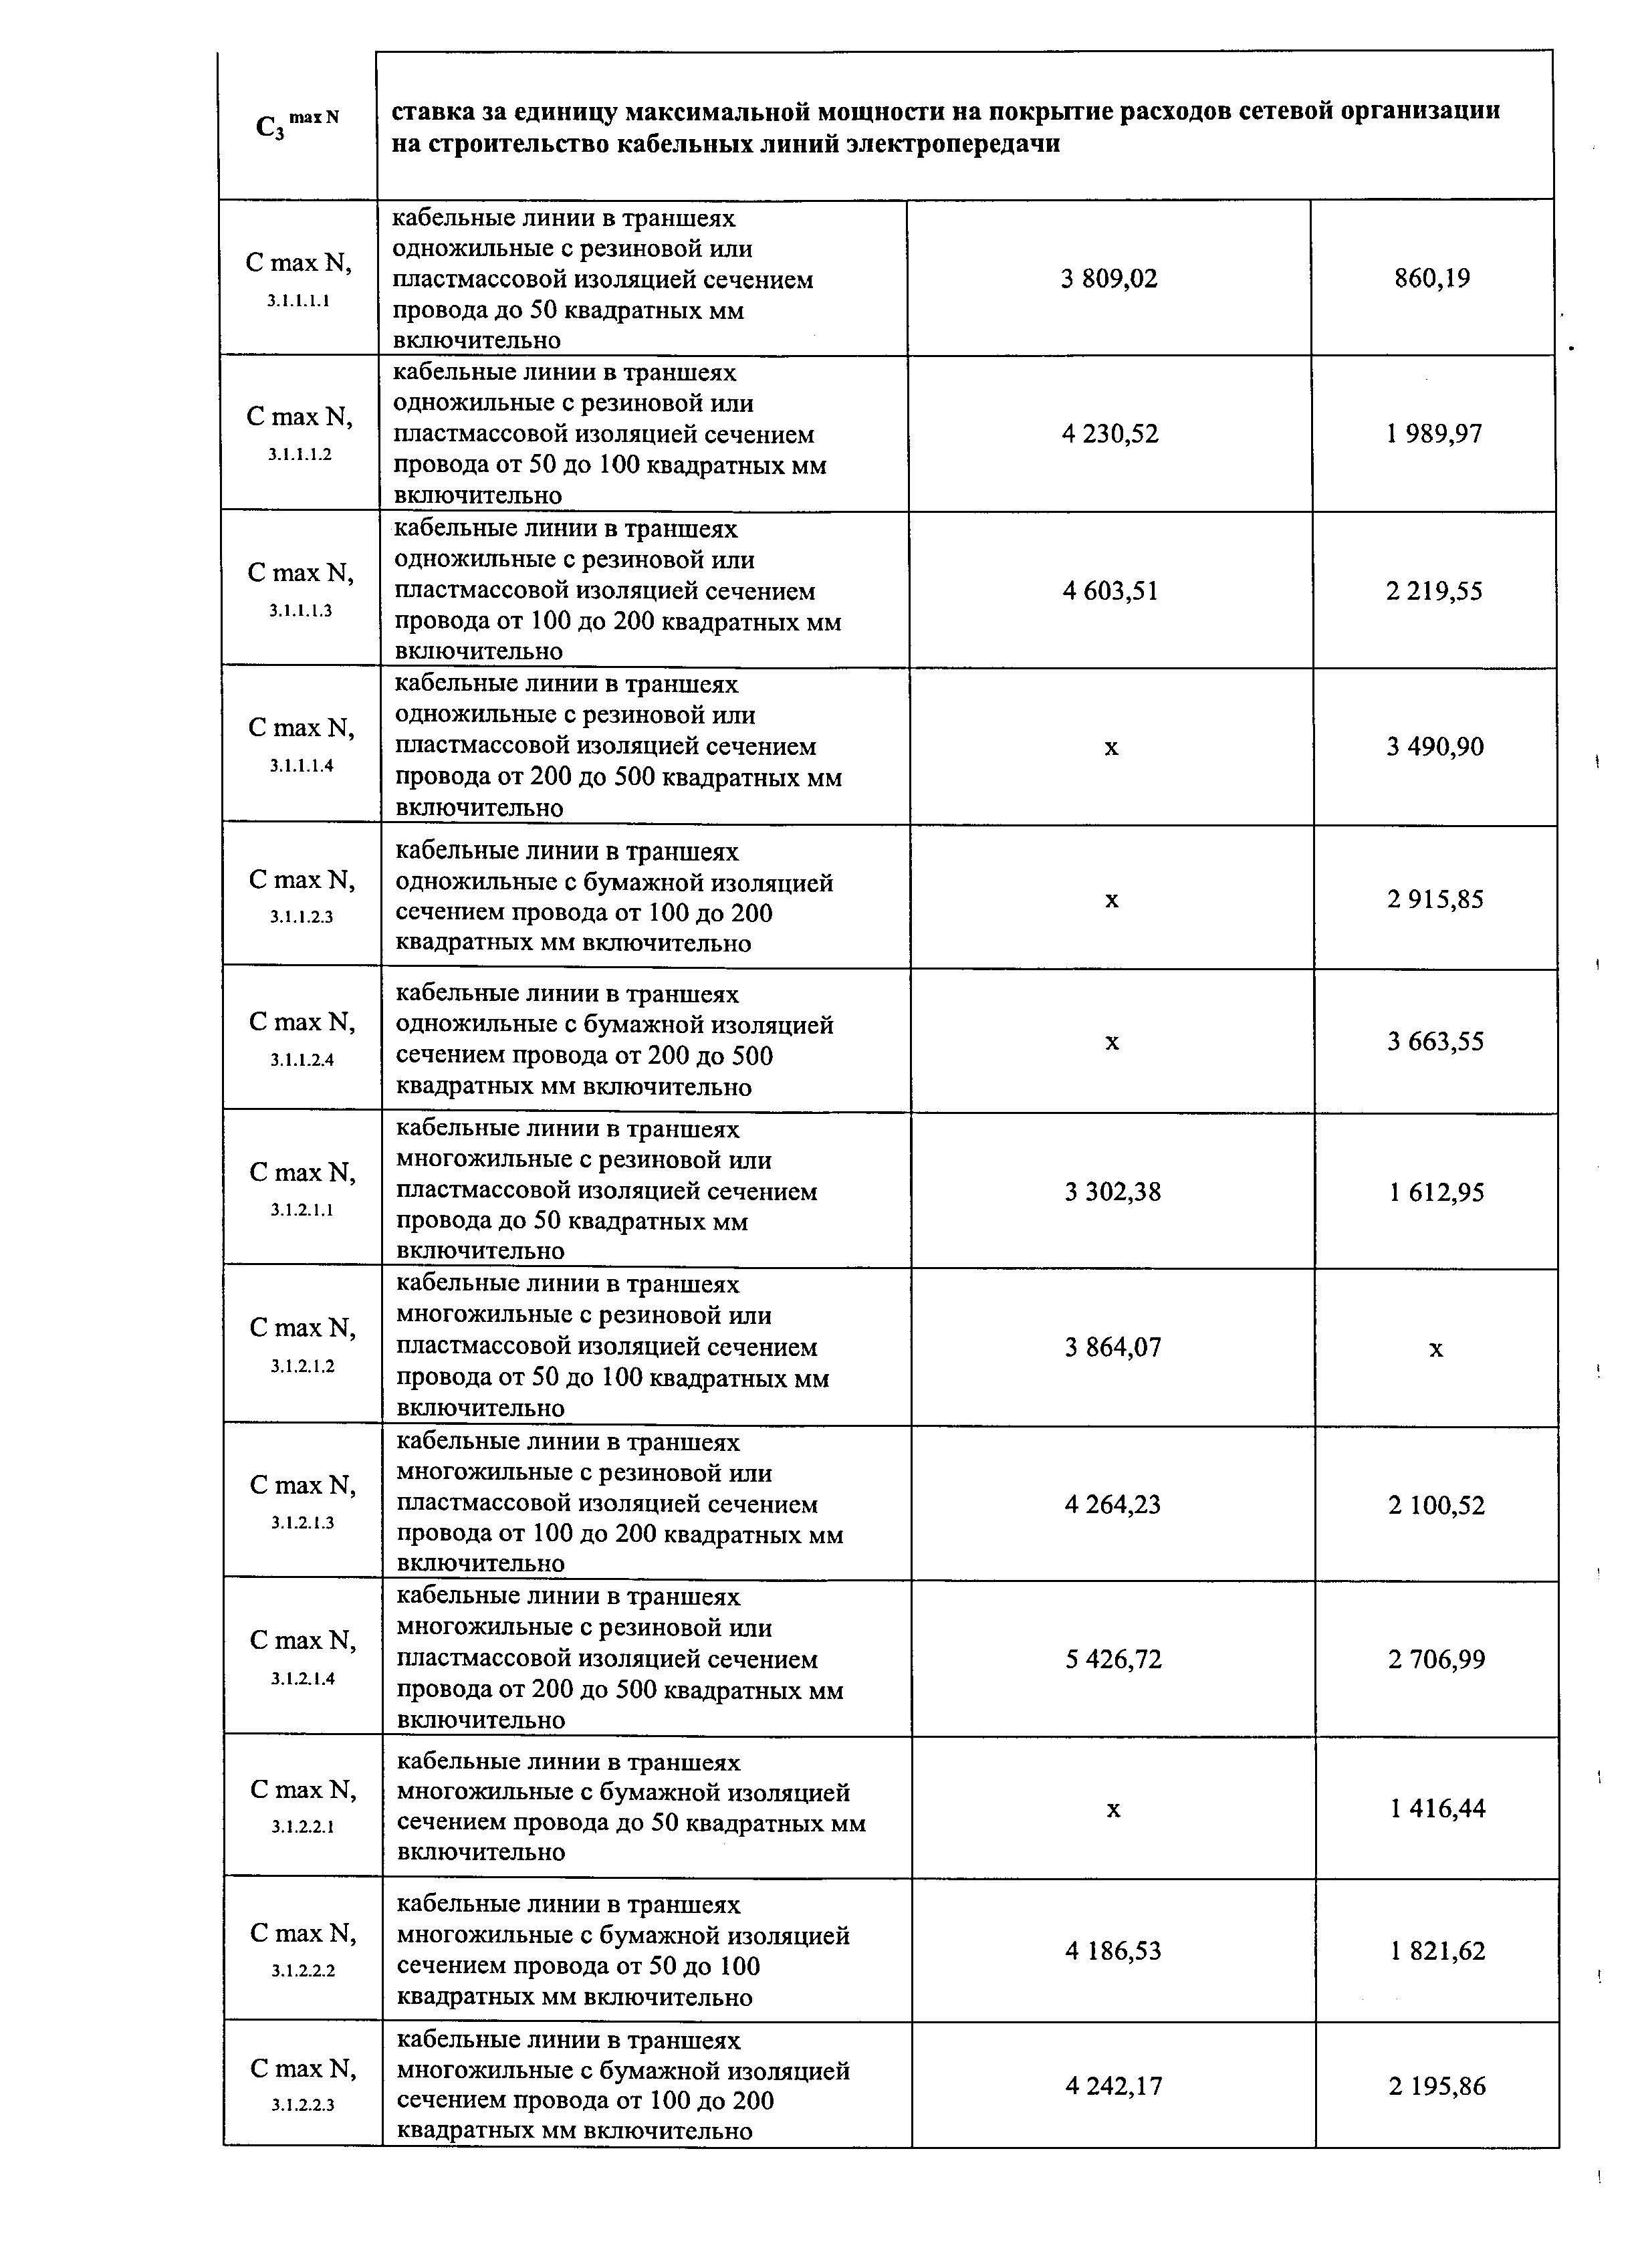 C₃ max N
ставка за единицу максимальной мощности на покрытие расходов сетевой организации
на строительство кабельных линий электропередачи
C max N,
3.1.1.1.1
кабельные линии в траншеях
одножильные с резиновой или
пластмассовой изоляцией сечением
провода до 50 квадратных мм
включительно
3 809,02
860,19
C max N,
3.1.1.1.2
кабельные линии в траншеях
одножильные с резиновой или
пластмассовой изоляцией сечением
провода от 50 до 100 квадратных мм
включительно
4 230,52
1 989,97
C max N,
3.1.1.1.3
кабельные линии в траншеях
одножильные с резиновой или
пластмассовой изоляцией сечением
провода от 100 до 200 квадратных мм
включительно
4 603,51
2 219,55
C max N,
3.1.1.1.4
кабельные линии в траншеях
одножильные с резиновой или
пластмассовой изоляцией сечением
провода от 200 до 500 квадратных мм
включительно
х
3 490,90
C max N,
3.1.1.2.3
кабельные линии в траншеях
одножильные с бумажной изоляцией
сечением провода от 100 до 200
квадратных мм включительно
х
2 915,85
C max N,
3.1.1.2.4
кабельные линии в траншеях
одножильные с бумажной изоляцией
сечением провода от 200 до 500
квадратных мм включительно
х
3 663,55
C max N,
3.1.2.1.1
кабельные линии в траншеях
многожильные с резиновой или
пластмассовой изоляцией сечением
провода до 50 квадратных мм
включительно
3 302,38
1 612,95
C max N,
3.1.2.1.2
кабельные линии в траншеях
многожильные с резиновой или
пластмассовой изоляцией сечением
провода от 50 до 100 квадратных мм
включительно
3 864,07
х
C max N,
3.1.2.1.3
кабельные линии в траншеях
многожильные с резиновой или
пластмассовой изоляцией сечением
провода от 100 до 200 квадратных мм
включительно
4 264,23
2 100,52
C max N,
3.1.2.1.4
кабельные линии в траншеях
многожильные с резиновой или
пластмассовой изоляцией сечением
провода от 200 до 500 квадратных мм
включительно
5 426,72
2 706,99
C max N,
3.1.2.2.1
кабельные линии в траншеях
многожильные с бумажной изоляцией
сечением провода до 50 квадратных мм
включительно
х
1 416,44
C max N,
3.1.2.2.2
кабельные линии в траншеях
многожильные с бумажной изоляцией
сечением провода от 50 до 100
квадратных мм включительно
4 186,53
1 821,62
C max N,
3.1.2.2.3
кабельные линии в траншеях
многожильные с бумажной изоляцией
сечением провода от 100 до 200
квадратных мм включительно
4 242,17
2 195,86